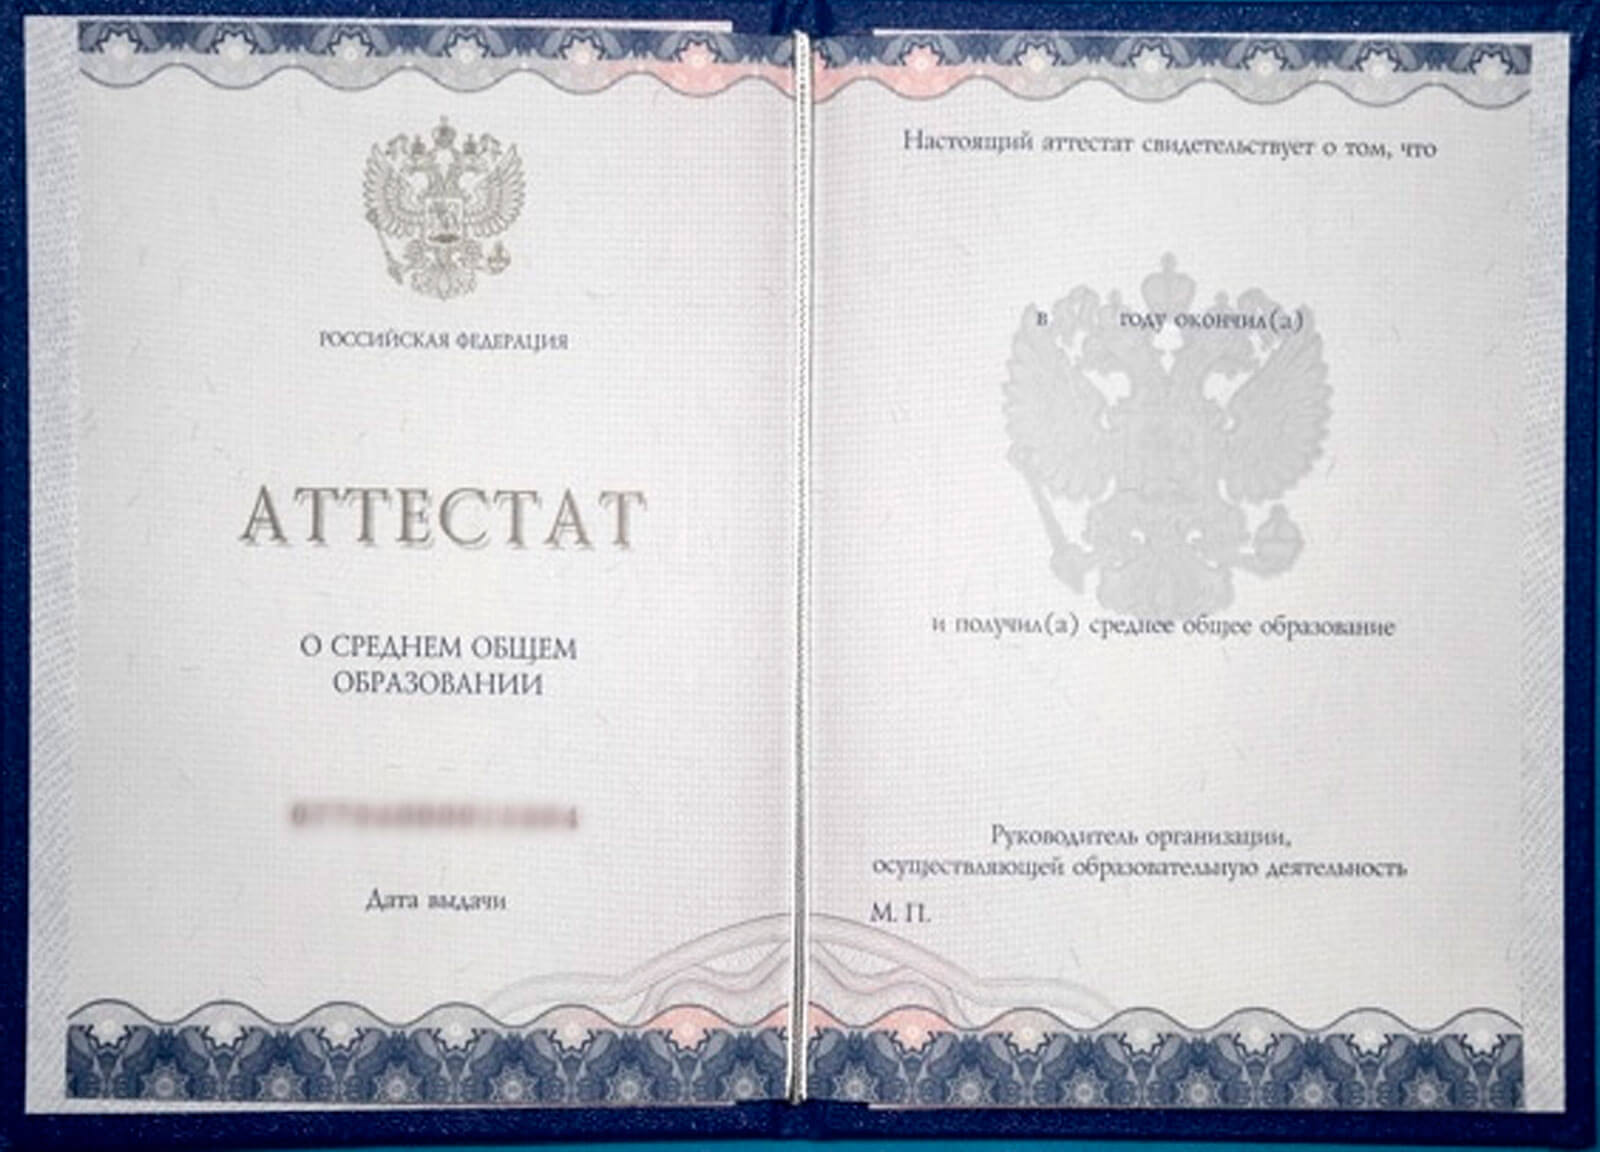 РОССИЙСКАЯ ФЕДЕРАЦИЯ
АТТЕСТАТ
О СРЕДНЕМ ОБЩЕМ
ОБРАЗОВАНИИ
Дата выдачи
Настоящий аттестат свидетельствует о том, что
в году окончил(а)
и получил(а) среднее общее образование
Руководитель организации,
осуществляющей образовательную деятельность
М. П.